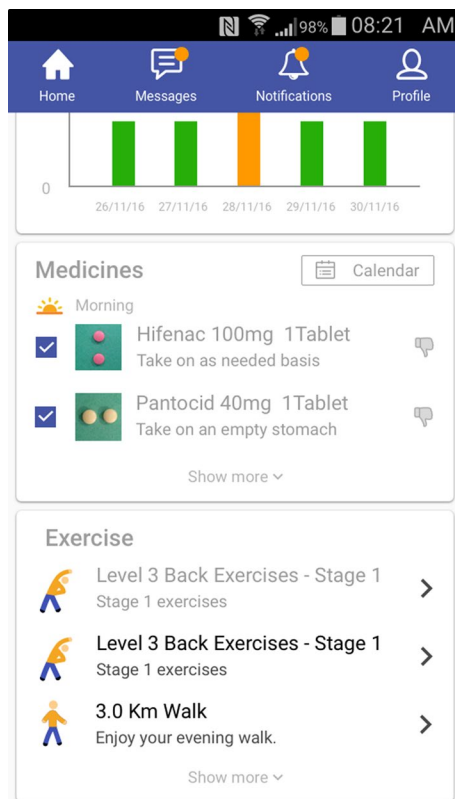 98% 08:21 AM
Home Messages Notifications Profile
0
26/11/16 27/11/16 28/11/16 29/11/16 30/11/16
Medicines Calendar
Morning
Hifenac 100mg 1Tablet
Take on as needed basis
Pantocid 40mg 1Tablet
Take on an empty stomach
Show more
Exercise
Level 3 Back Exercises - Stage 1
Stage 1 exercises
Level 3 Back Exercises - Stage 1
Stage 1 exercises
3.0 Km Walk
Enjoy your evening walk.
Show more